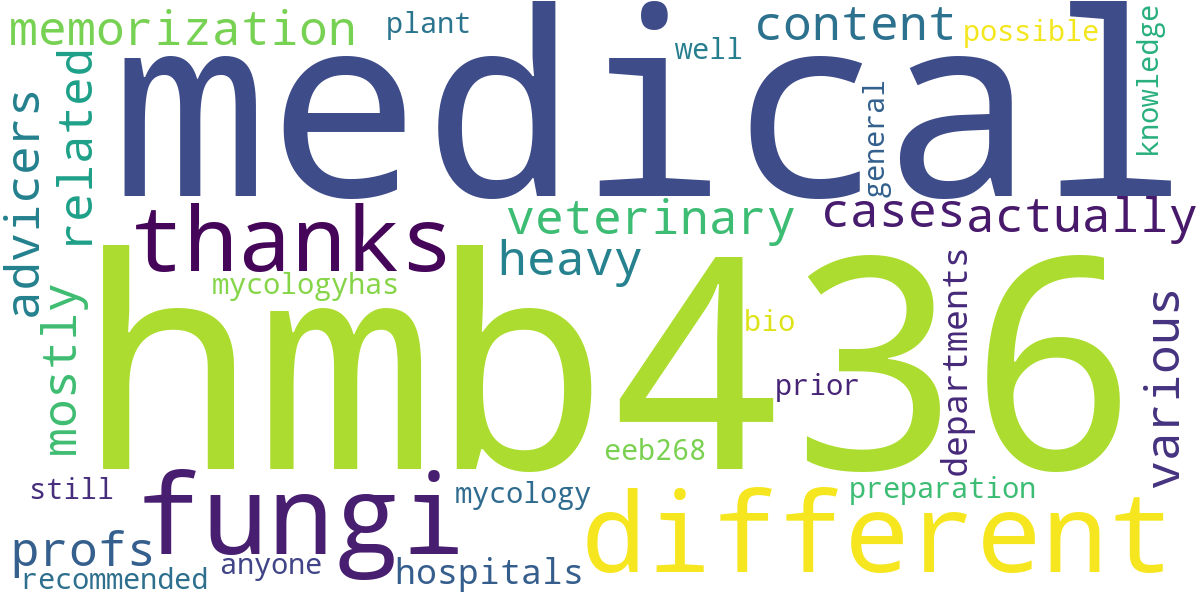 memorization
plant
content
possible
well
medical
knowledge
general
related
advicers
thanks
veterinary
cases
actually
heavy
mycologyhas
hmb436
bio
prior
departments
various
mostly
eeb268
still
fungi
mycology
different
preparation
profs
anyone
hospitals
recommended